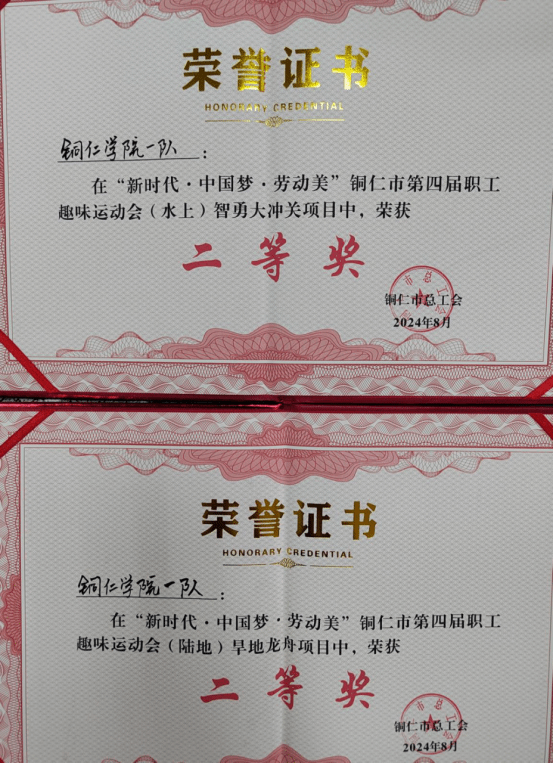 荣誉证书
HONORARY CREDENTIAL
铜仁学院一队：
在“新时代·中国梦·劳动美”铜仁市第四届职工
趣味运动会（水上）智勇大冲关项目中，荣获
二等奖
铜仁市总工会
2024年8月
荣誉证书
HONORARY CREDENTIAL
铜仁学院一队：
在“新时代·中国梦·劳动美”铜仁市第四届职工
趣味运动会（陆地）旱地龙舟项目中，荣获
二等奖
铜仁市总工会
2024年8月